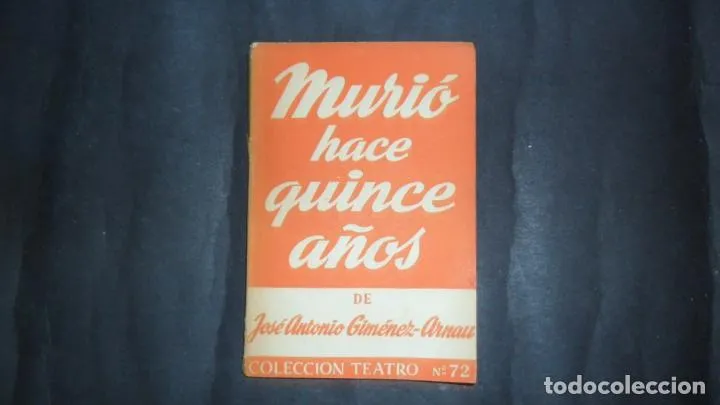 Murió
hace
quince
años
DE
José Antonio Giménez-Arnau
COLECCION TEATRO Nº 72
todocoleccion